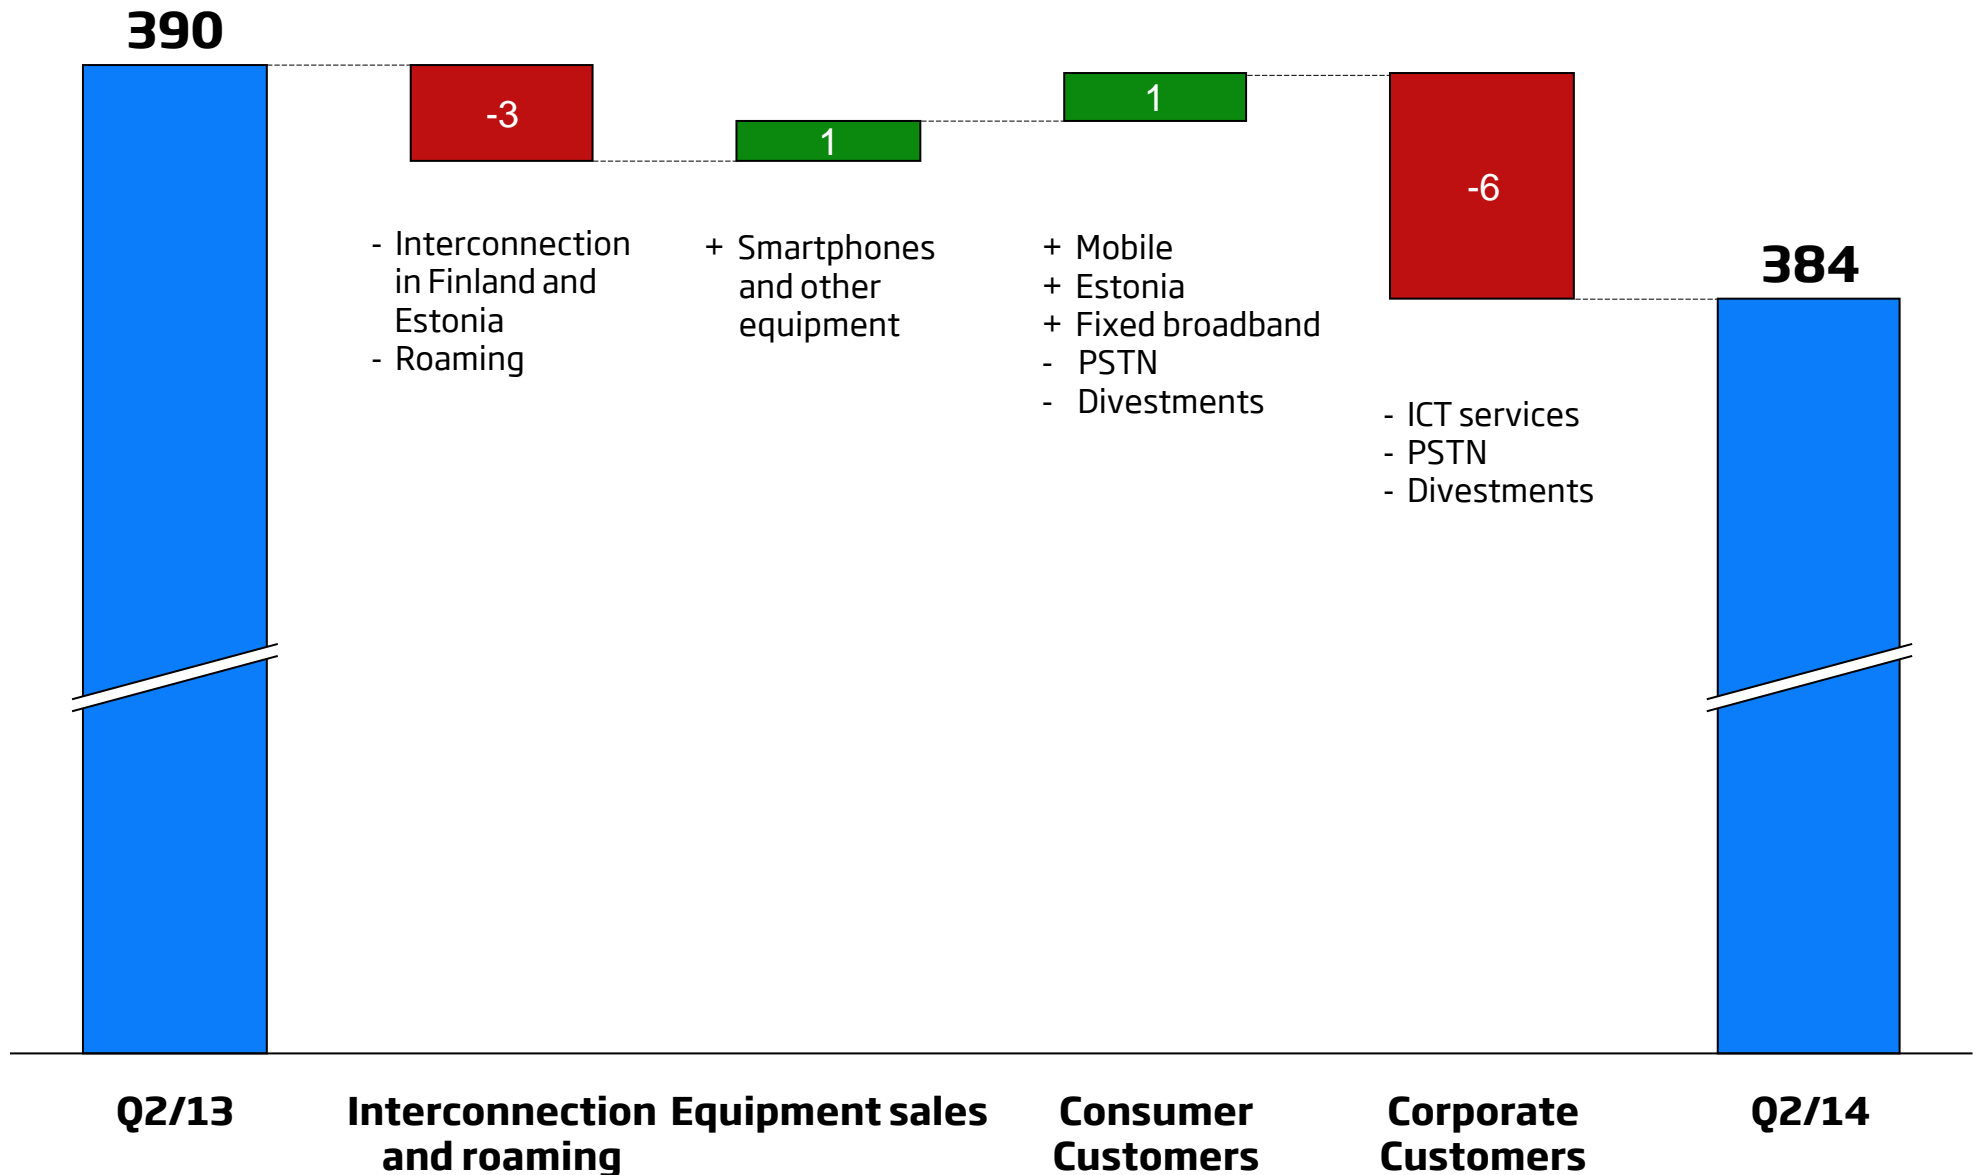 390
-3
1
1
-6
- Interconnection
in Finland and
Estonia
- Roaming
+ Smartphones
and other
equipment
+ Mobile
+ Estonia
+ Fixed broadband
- PSTN
- Divestments
- ICT services
- PSTN
- Divestments
384
Q2/13
Interconnection
and roaming
Equipment sales
Consumer
Customers
Corporate
Customers
Q2/14